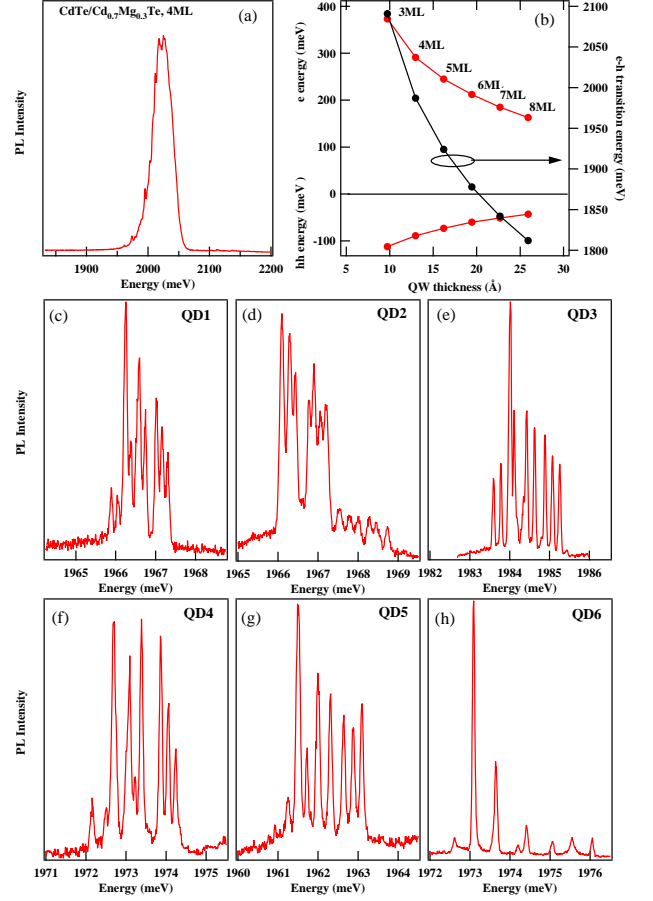 CdTe/Cd0.7Mg0.3Te, 4ML
(a)
PL Intensity
1900
2000
2100
2200
Energy (meV)
(b)
e energy (meV)
hh energy (meV)
400
300
200
100
0
-100
3ML
4ML
5ML
6ML
7ML
8ML
2100
2050
2000
1950
1900
1850
1800
e-h transition energy (meV)
5
10
15
20
25
30
QW thickness (Å)
(c)
QD1
PL Intensity
1965
1966
1967
1968
Energy (meV)
(d)
QD2
1965
1966
1967
1968
1969
Energy (meV)
(e)
QD3
1982
1983
1984
1985
1986
Energy (meV)
(f)
QD4
PL Intensity
1971
1972
1973
1974
1975
Energy (meV)
(g)
QD5
1960
1961
1962
1963
1964
Energy (meV)
(h)
QD6
1972
1973
1974
1975
1976
Energy (meV)